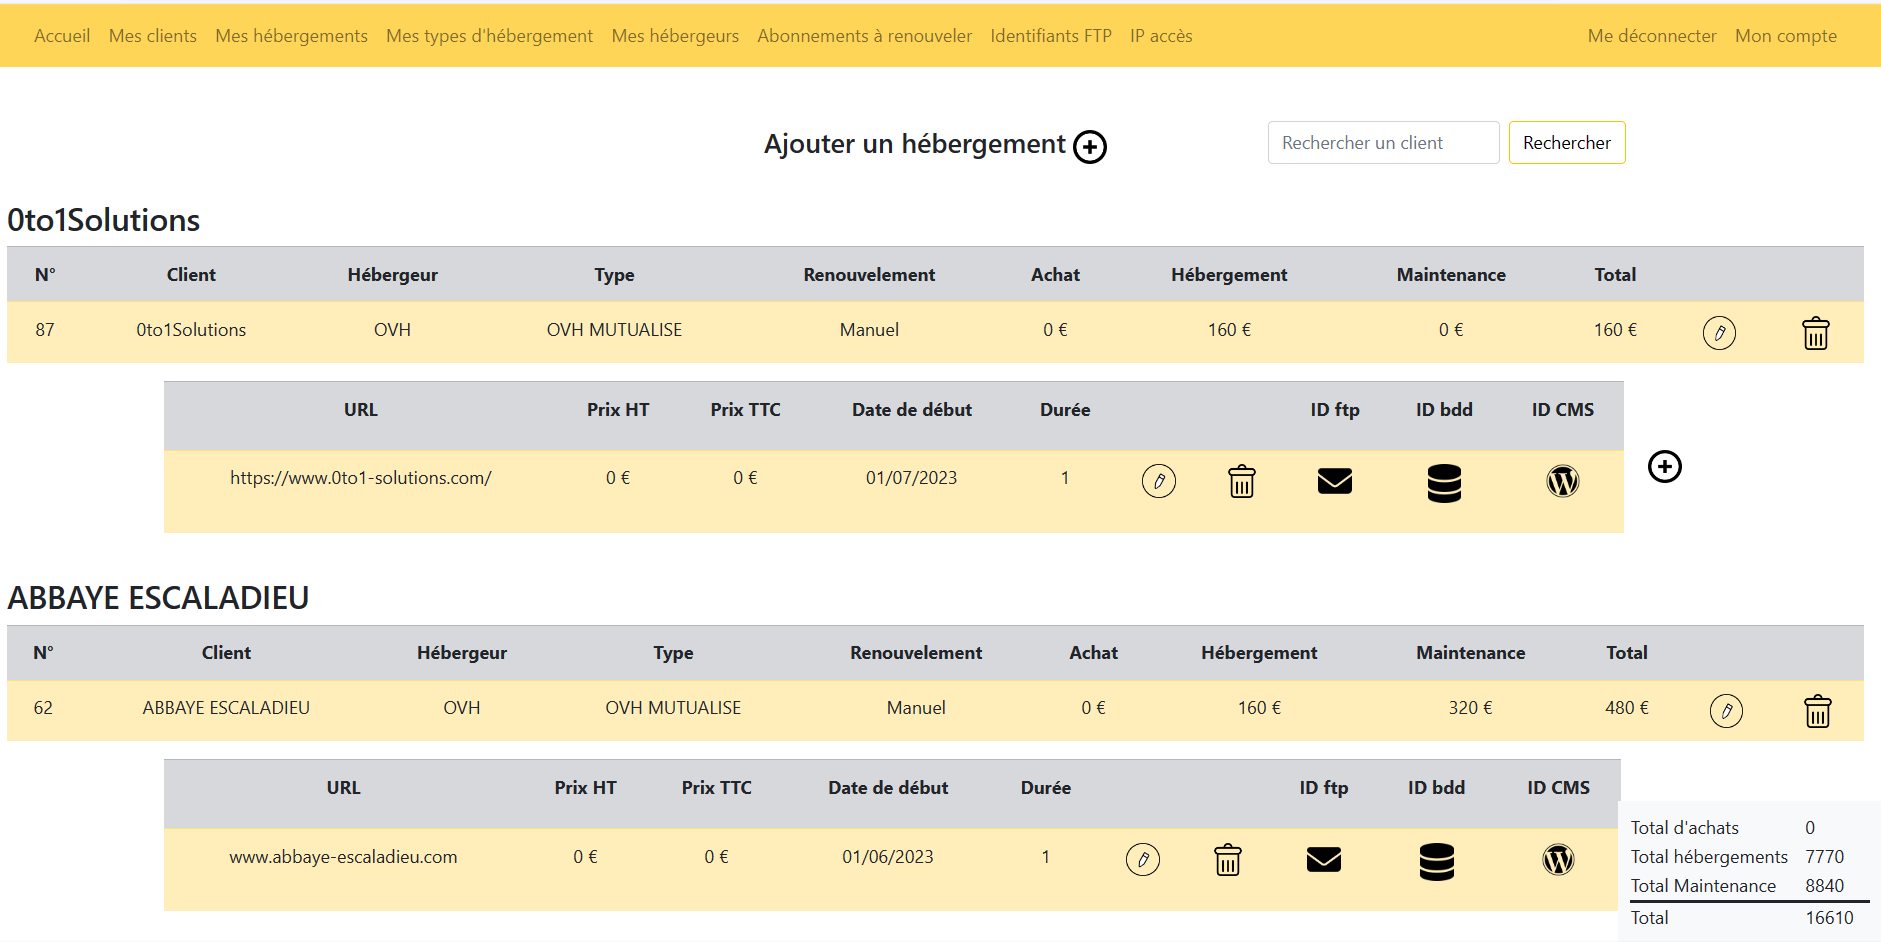 Accueil Mes clients Mes hébergements Mes types d'hébergement Mes hébergeurs Abonnements à renouveler Identifiants FTP IP accès Me déconnecter Mon compte
Ajouter un hébergement Rechercher un client Rechercher
0to1Solutions
N° Client Hébergeur Type Renouvelement Achat Hébergement Maintenance Total
87 0to1Solutions OVH OVH MUTUALISE Manuel 0 € 160 € 0 € 160 €
URL Prix HT Prix TTC Date de début Durée ID ftp ID bdd ID CMS
https://www.0to1-solutions.com/ 0 € 0 € 01/07/2023 1
ABBAYE ESCALADIEU
N° Client Hébergeur Type Renouvelement Achat Hébergement Maintenance Total
62 ABBAYE ESCALADIEU OVH OVH MUTUALISE Manuel 0 € 160 € 320 € 480 €
URL Prix HT Prix TTC Date de début Durée ID ftp ID bdd ID CMS
www.abbaye-escaladieu.com 0 € 0 € 01/06/2023 1
Total d'achats 0
Total hébergements 7770
Total Maintenance 8840
Total 16610